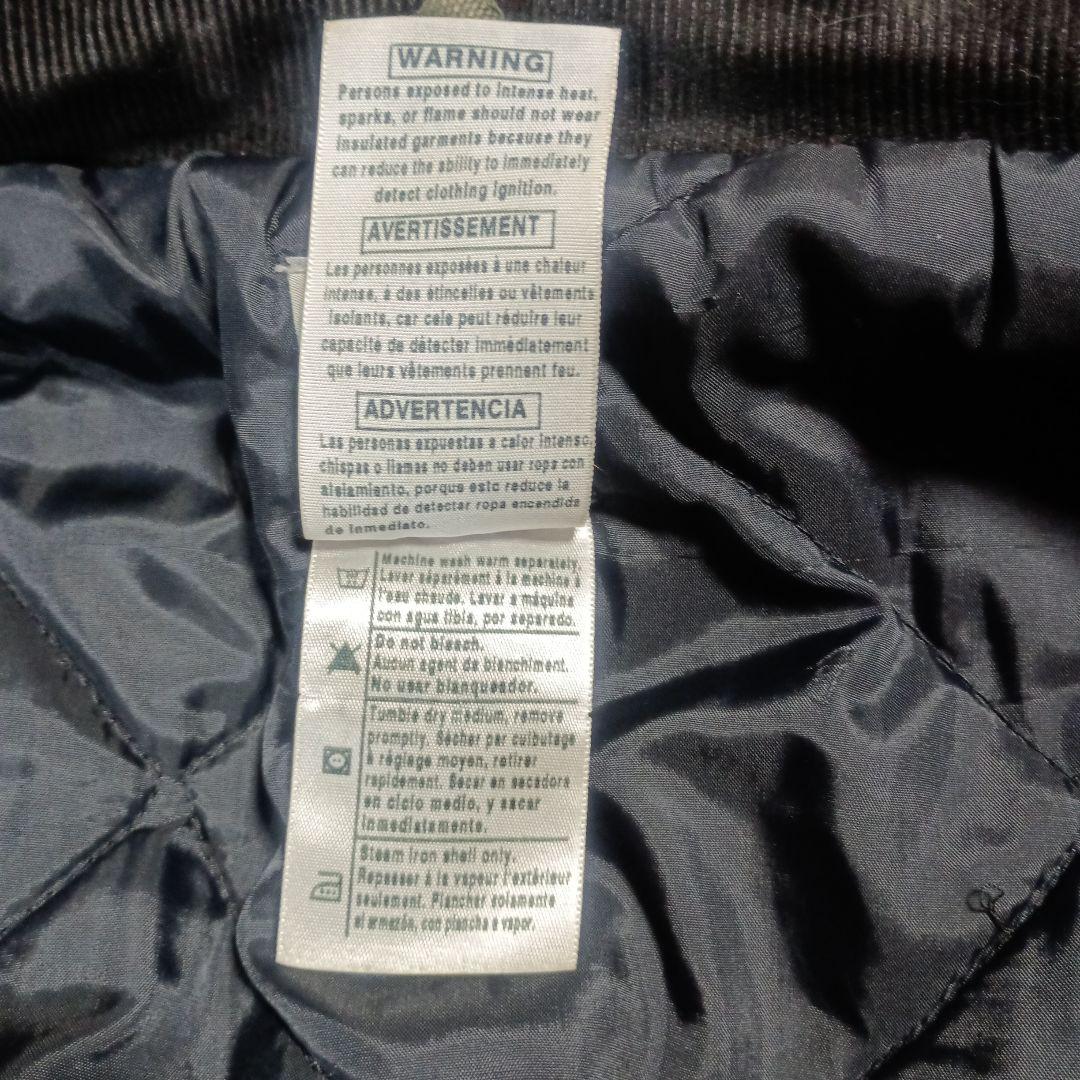 WARNING
Persons exposed to intense heat,
sparks, or flame should not wear
insulated garments because they
can reduce the ability to immediately
detect clothing ignition.
AVERTISSEMENT
Les personnes exposées à une chaleur
intense, à des étincelles ou vêtements
isolants, car cele peut réduire leur
capacité de détecter immédiatement
que leurs vêtements prennent feu.
ADVERTENCIA
Las personas expuestas a calor intenso,
chispas o llamas no deben usar ropa con
aislamiento, porque esto reduce la
habilidad de detectar ropa encendida
de inmediato.
Machine wash warm separately.
Laver séparément à la machine à
l'eau chaude. Lavar a máquina
con agua tibia, por separado.
Do not bleach.
Aucun agent de blanchiment.
No usar blanqueador.
Tumble dry medium, remove
promptly. Sécher par culbutage
à réglage moyen, retirer
rapidement. Secar en secadora
en ciclo medio, y sacar
inmediatamente.
Steam iron shell only.
Repasser à la vapeur l'extérieur
seulement. Planchar solamente
el armazón, con plancha e vapor.